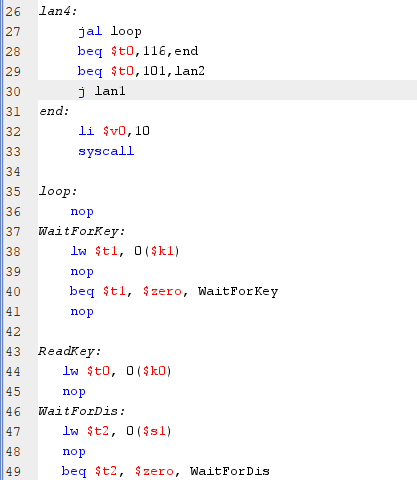 26 lan4:
27 jal loop
28 beq $t0,116,end
29 beq $t0,101,lan2
30 j lan1
31 end:
32 li $v0,10
33 syscall
34
35 loop:
36 nop
37 WaitForKey:
38 lw $t1, 0($k1)
39 nop
40 beq $t1, $zero, WaitForKey
41 nop
42
43 ReadKey:
44 lw $t0, 0($k0)
45 nop
46 WaitForDis:
47 lw $t2, 0($s1)
48 nop
49 beq $t2, $zero, WaitForDis